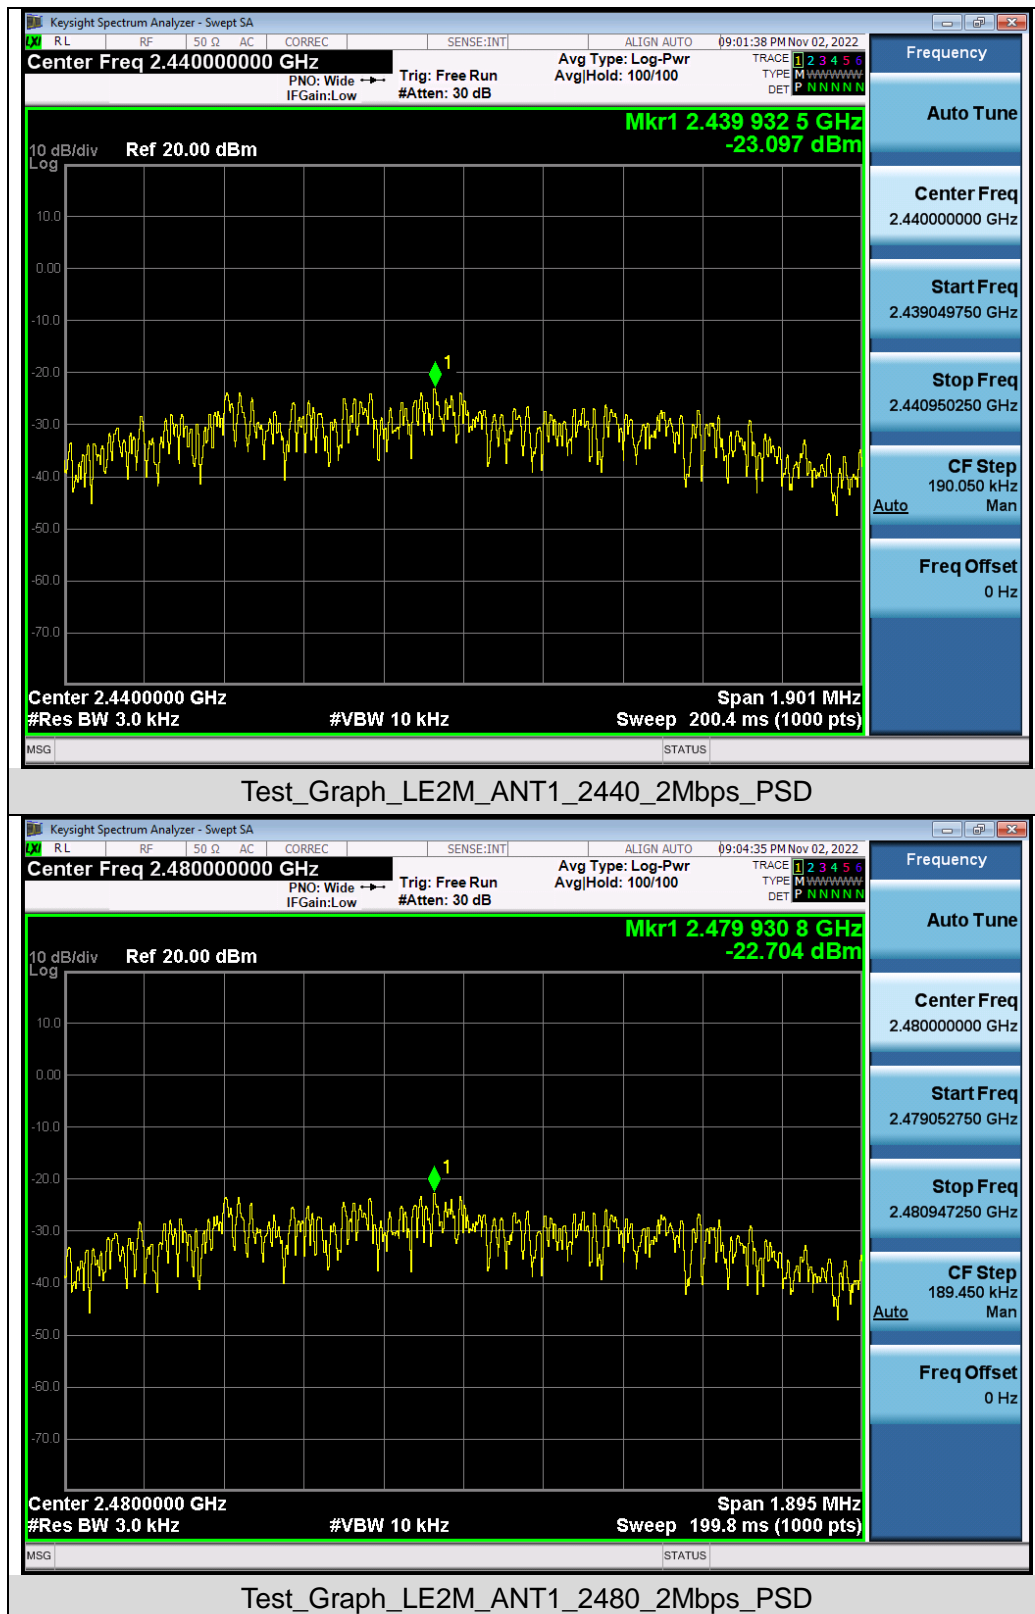 Keysight Spectrum Analyzer - Swept SA
LXI RL RF 50 Ω AC CORREC SENSE:INT ALIGN AUTO 09:01:38 PM Nov 02, 2022
Center Freq 2.440000000 GHz
PNO: Wide
IFGain:Low
Trig: Free Run
#Atten: 30 dB
Avg Type: Log-Pwr
Avg|Hold: 100/100
TRACE 1 2 3 4 5 6
TYPE M WWWWW
DET P N N N N N
Mkr1 2.439 932 5 GHz
-23.097 dBm
10 dB/div Ref 20.00 dBm
Log
10.0
0.00
-10.0
-20.0
-30.0
-40.0
-50.0
-60.0
-70.0
1
Center 2.4400000 GHz Span 1.901 MHz
#Res BW 3.0 kHz #VBW 10 kHz Sweep 200.4 ms (1000 pts)
MSG STATUS
Frequency
Auto Tune
Center Freq
2.440000000 GHz
Start Freq
2.439049750 GHz
Stop Freq
2.440950250 GHz
CF Step
190.050 kHz
Auto Man
Freq Offset
0 Hz
Test_Graph_LE2M_ANT1_2440_2Mbps_PSD
Keysight Spectrum Analyzer - Swept SA
LXI RL RF 50 Ω AC CORREC SENSE:INT ALIGN AUTO 09:04:35 PM Nov 02, 2022
Center Freq 2.480000000 GHz
PNO: Wide
IFGain:Low
Trig: Free Run
#Atten: 30 dB
Avg Type: Log-Pwr
Avg|Hold: 100/100
TRACE 1 2 3 4 5 6
TYPE M WWWWW
DET P N N N N N
Mkr1 2.479 930 8 GHz
-22.704 dBm
10 dB/div Ref 20.00 dBm
Log
10.0
0.00
-10.0
-20.0
-30.0
-40.0
-50.0
-60.0
-70.0
1
Center 2.4800000 GHz Span 1.895 MHz
#Res BW 3.0 kHz #VBW 10 kHz Sweep 199.8 ms (1000 pts)
MSG STATUS
Frequency
Auto Tune
Center Freq
2.480000000 GHz
Start Freq
2.479052750 GHz
Stop Freq
2.480947250 GHz
CF Step
189.450 kHz
Auto Man
Freq Offset
0 Hz
Test_Graph_LE2M_ANT1_2480_2Mbps_PSD